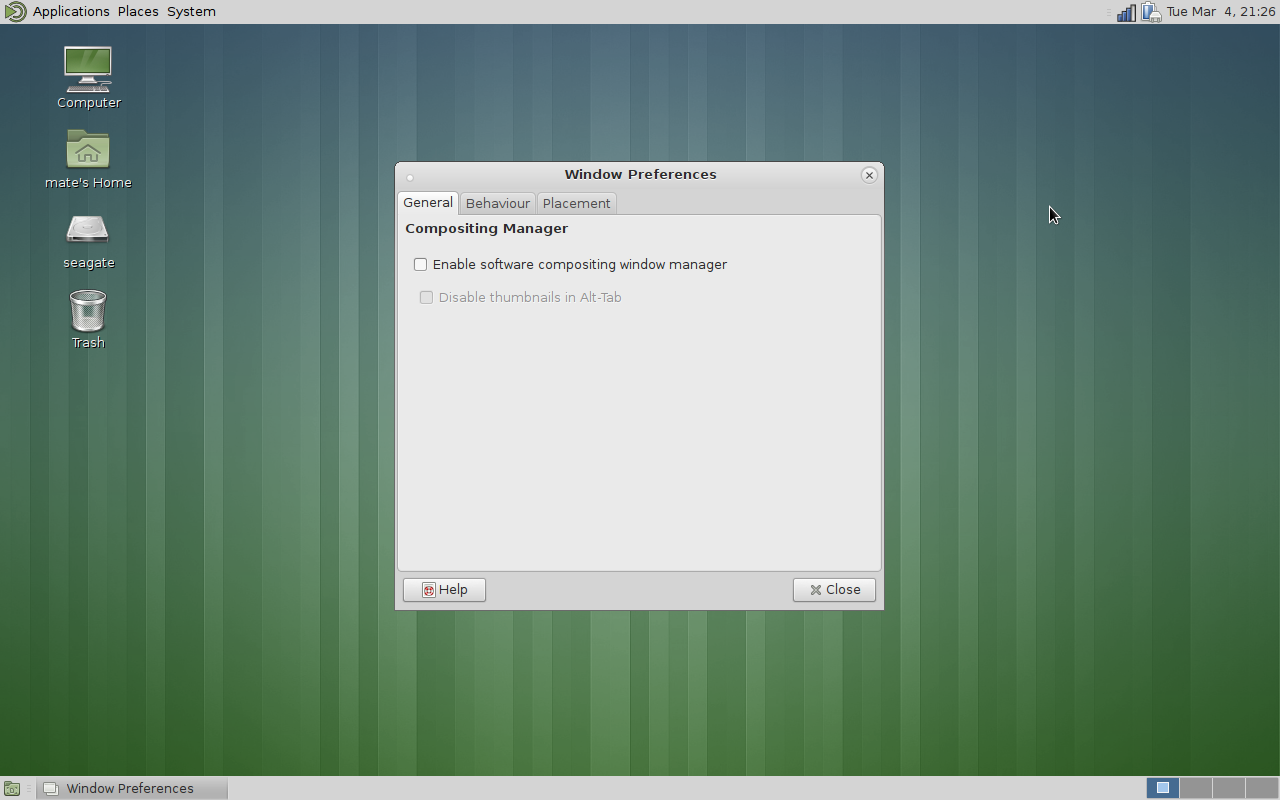 Applications Places System
Tue Mar 4, 21:26
Computer
mate's Home
seagate
Trash
Window Preferences
General Behaviour Placement
Compositing Manager
Enable software compositing window manager
Disable thumbnails in Alt-Tab
Help Close
Window Preferences